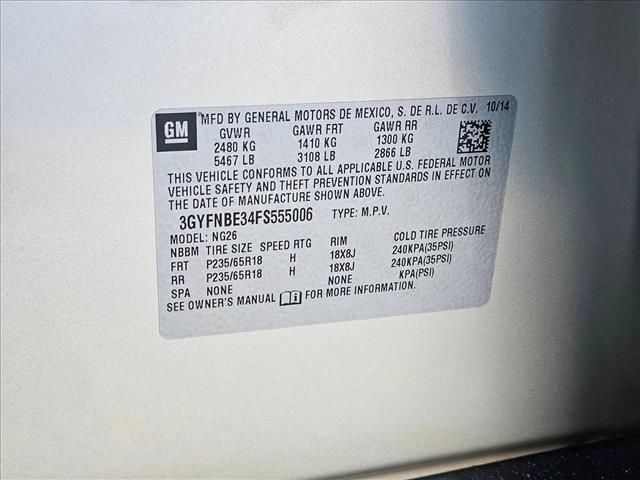 GM
MFD BY GENERAL MOTORS DE MEXICO, S. DE R.L. DE C.V. 10/14
GVWR GAWR FRT GAWR RR
2480 KG 1410 KG 1300 KG
5467 LB 3108 LB 2866 LB
THIS VEHICLE CONFORMS TO ALL APPLICABLE U.S. FEDERAL MOTOR
VEHICLE SAFETY AND THEFT PREVENTION STANDARDS IN EFFECT ON
THE DATE OF MANUFACTURE SHOWN ABOVE.
3GYFNBE34FS555006 TYPE: M.P.V.
MODEL: NG26
NBBM TIRE SIZE SPEED RTG RIM COLD TIRE PRESSURE
FRT P235/65R18 H 18X8J 240KPA(35PSI)
RR P235/65R18 H 18X8J 240KPA(35PSI)
SPA NONE NONE KPA(PSI)
SEE OWNER'S MANUAL FOR MORE INFORMATION.